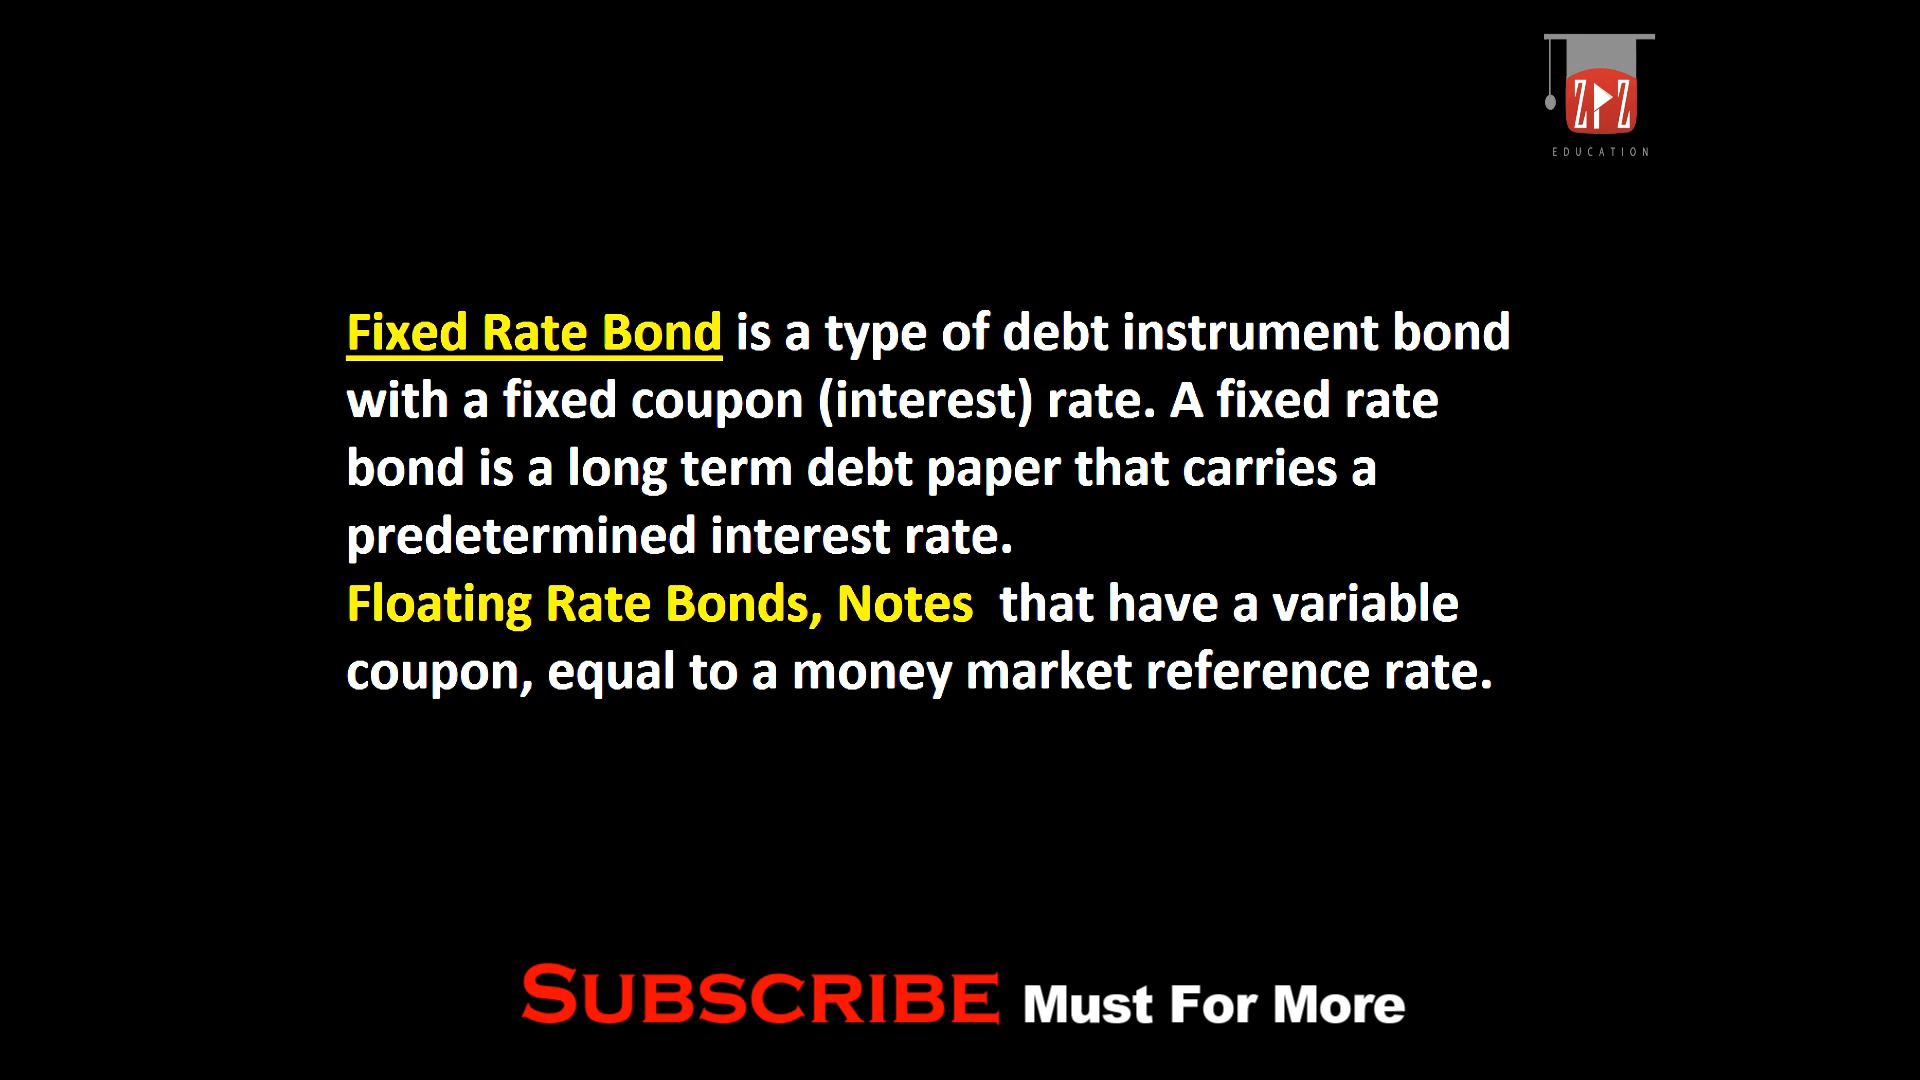 ZPZ
EDUCATION
Fixed Rate Bond is a type of debt instrument bond
with a fixed coupon (interest) rate. A fixed rate
bond is a long term debt paper that carries a
predetermined interest rate.
Floating Rate Bonds, Notes  that have a variable
coupon, equal to a money market reference rate.
SUBSCRIBE Must For More